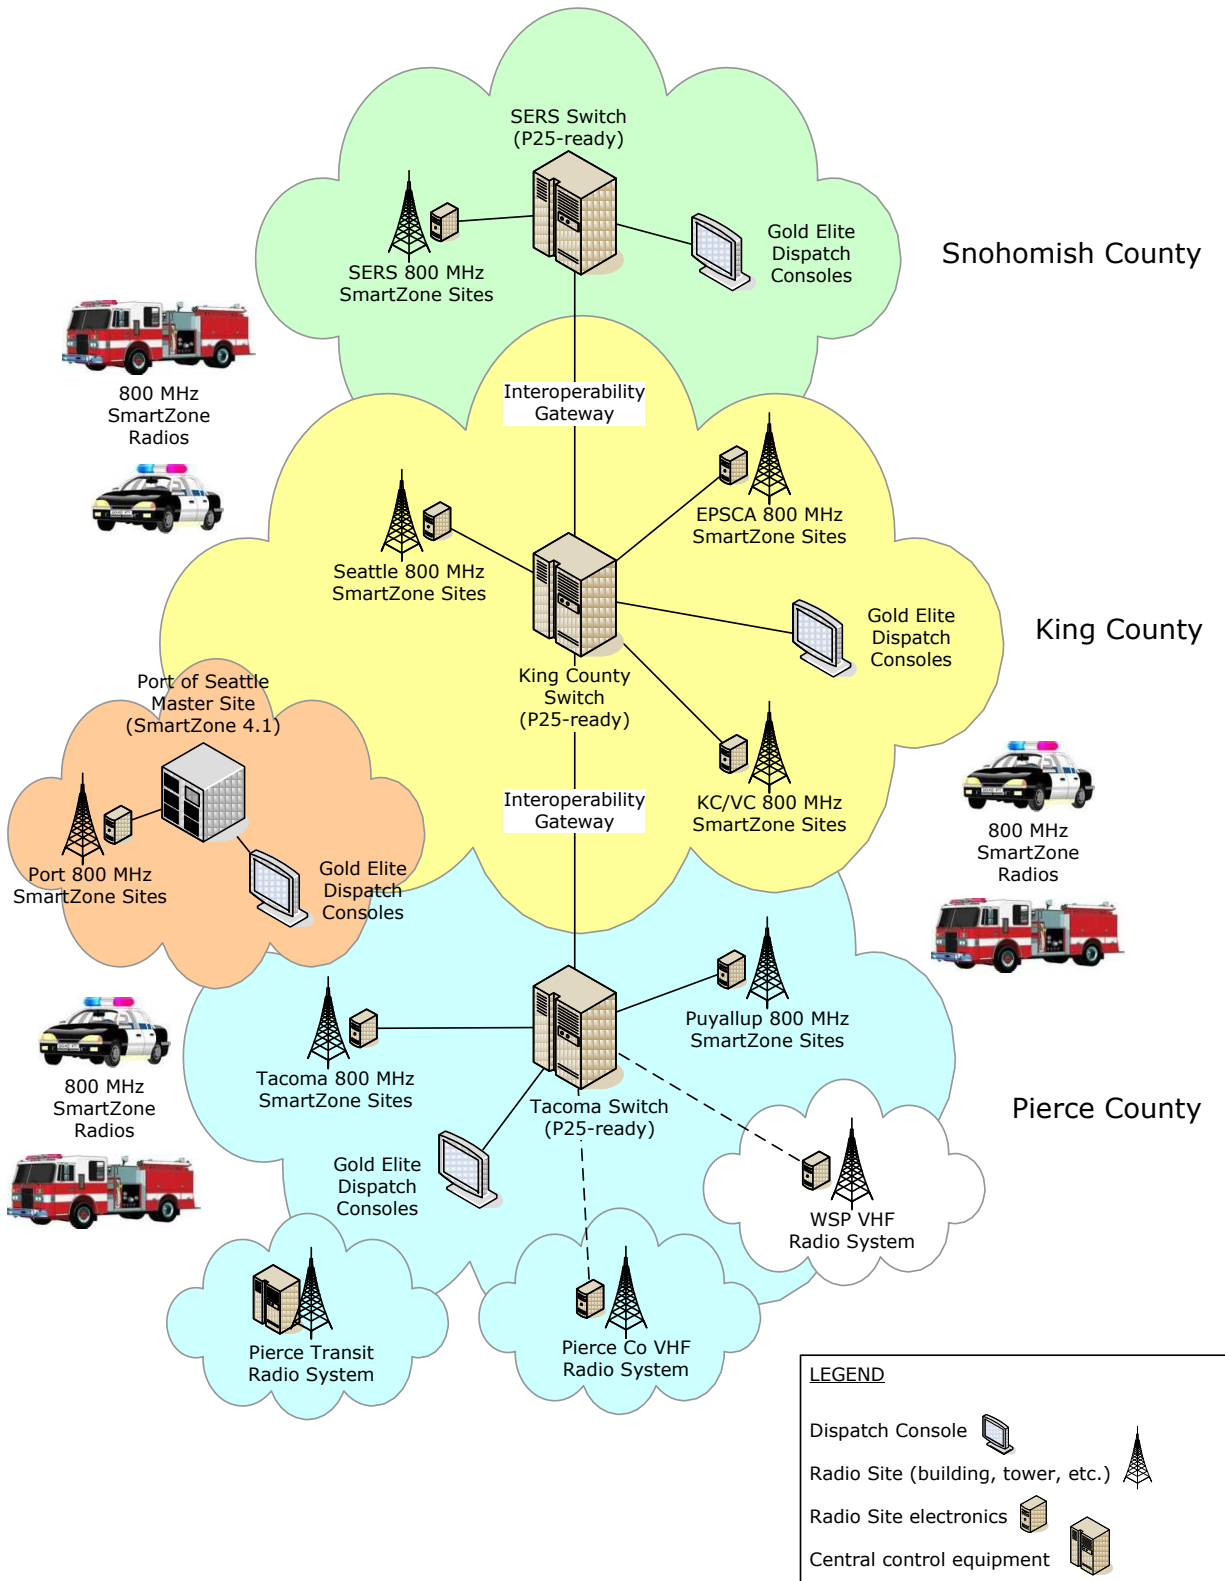 SERS Switch
(P25-ready)
SERS 800 MHz
SmartZone Sites
Gold Elite
Dispatch
Consoles
Snohomish County
800 MHz
SmartZone
Radios
Interoperability
Gateway
EPSCA 800 MHz
SmartZone Sites
Seattle 800 MHz
SmartZone Sites
Gold Elite
Dispatch
Consoles
King County
King County
Switch
(P25-ready)
Port of Seattle
Master Site
(SmartZone 4.1)
Interoperability
Gateway
KC/VC 800 MHz
SmartZone Sites
800 MHz
SmartZone
Radios
Port 800 MHz
SmartZone Sites
Gold Elite
Dispatch
Consoles
Puyallup 800 MHz
SmartZone Sites
Tacoma 800 MHz
SmartZone Sites
800 MHz
SmartZone
Radios
Tacoma Switch
(P25-ready)
Pierce County
Gold Elite
Dispatch
Consoles
WSP VHF
Radio System
Pierce Transit
Radio System
Pierce Co VHF
Radio System
LEGEND
Dispatch Console
Radio Site (building, tower, etc.)
Radio Site electronics
Central control equipment